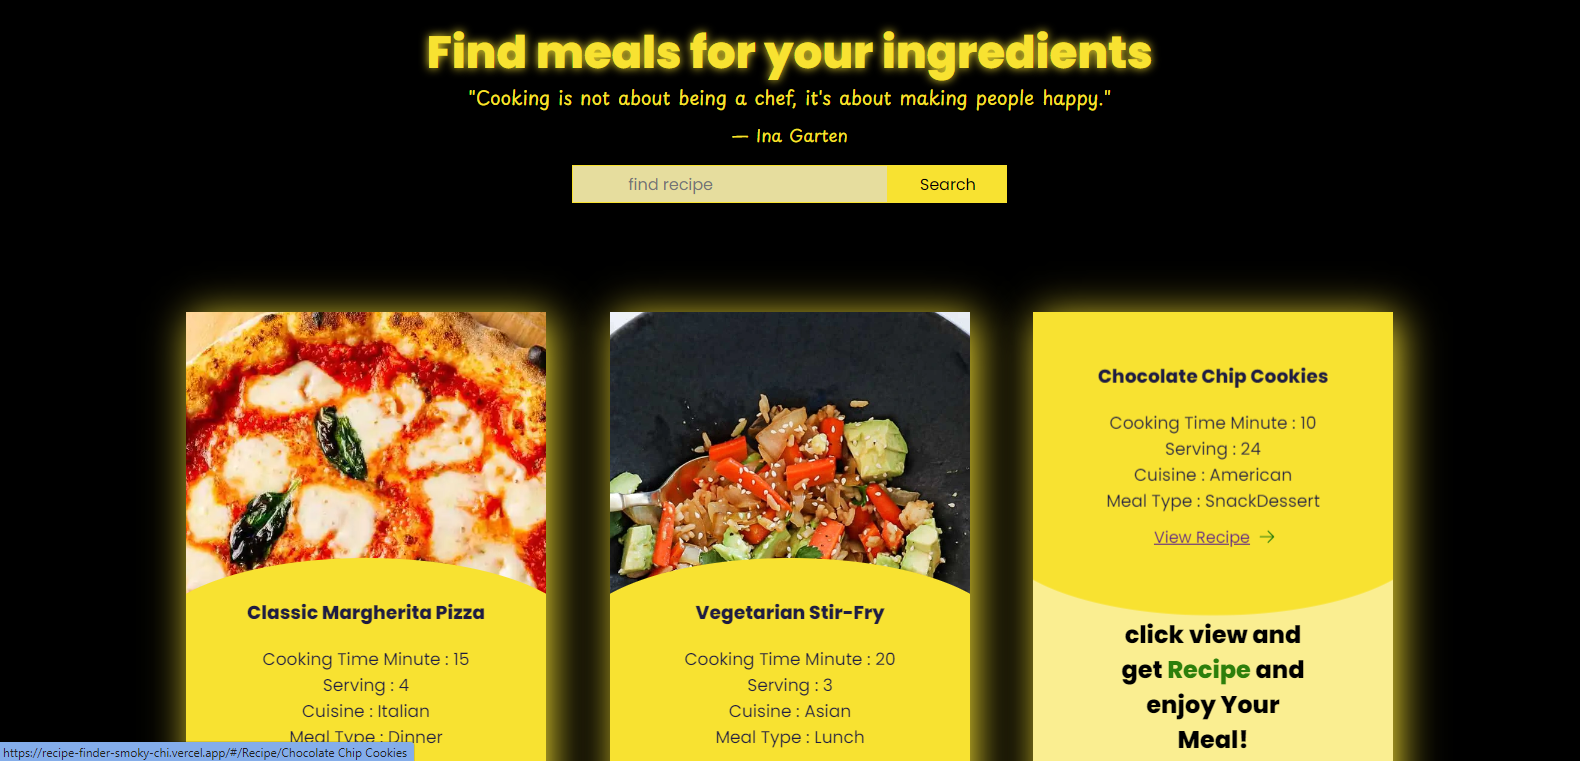 Find meals for your ingredients
"Cooking is not about being a chef, it's about making people happy."
— Ina Garten
find recipe
Search
Classic Margherita Pizza
Cooking Time Minute : 15
Serving : 4
Cuisine : Italian
Meal Type : Dinner
Vegetarian Stir-Fry
Cooking Time Minute : 20
Serving : 3
Cuisine : Asian
Meal Type : Lunch
Chocolate Chip Cookies
Cooking Time Minute : 10
Serving : 24
Cuisine : American
Meal Type : SnackDessert
View Recipe →
click view and
get Recipe and
enjoy Your
Meal!
https://recipe-finder-smoky-chi.vercel.app/#/Recipe/Chocolate Chip Cookies